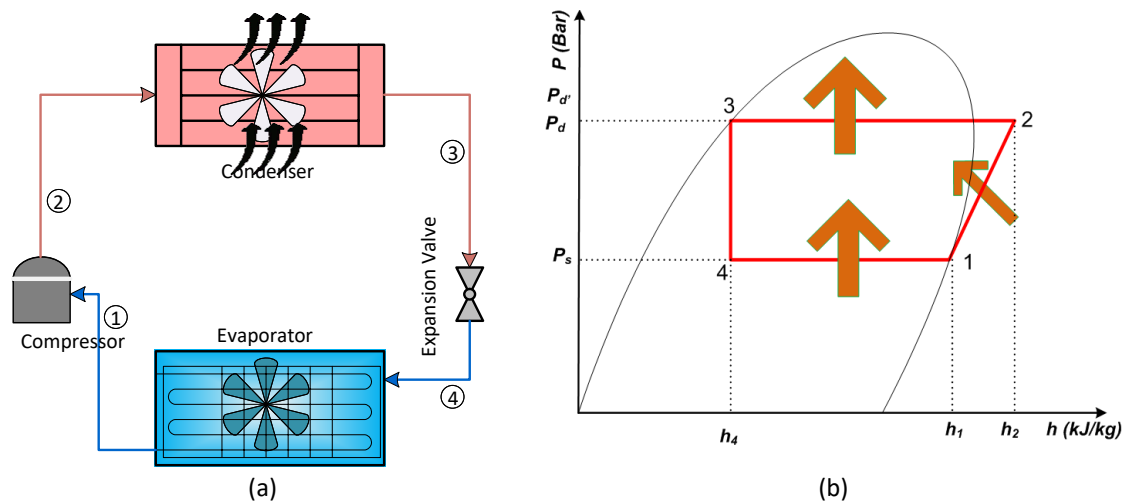 Condenser
③
②
Expansion Valve
①
Compressor
Evaporator
④
(a)
P (Bar)
P_d'
P_d
3
2
P_s
4
1
h_4
h_1
h_2
h (kJ/kg)
(b)